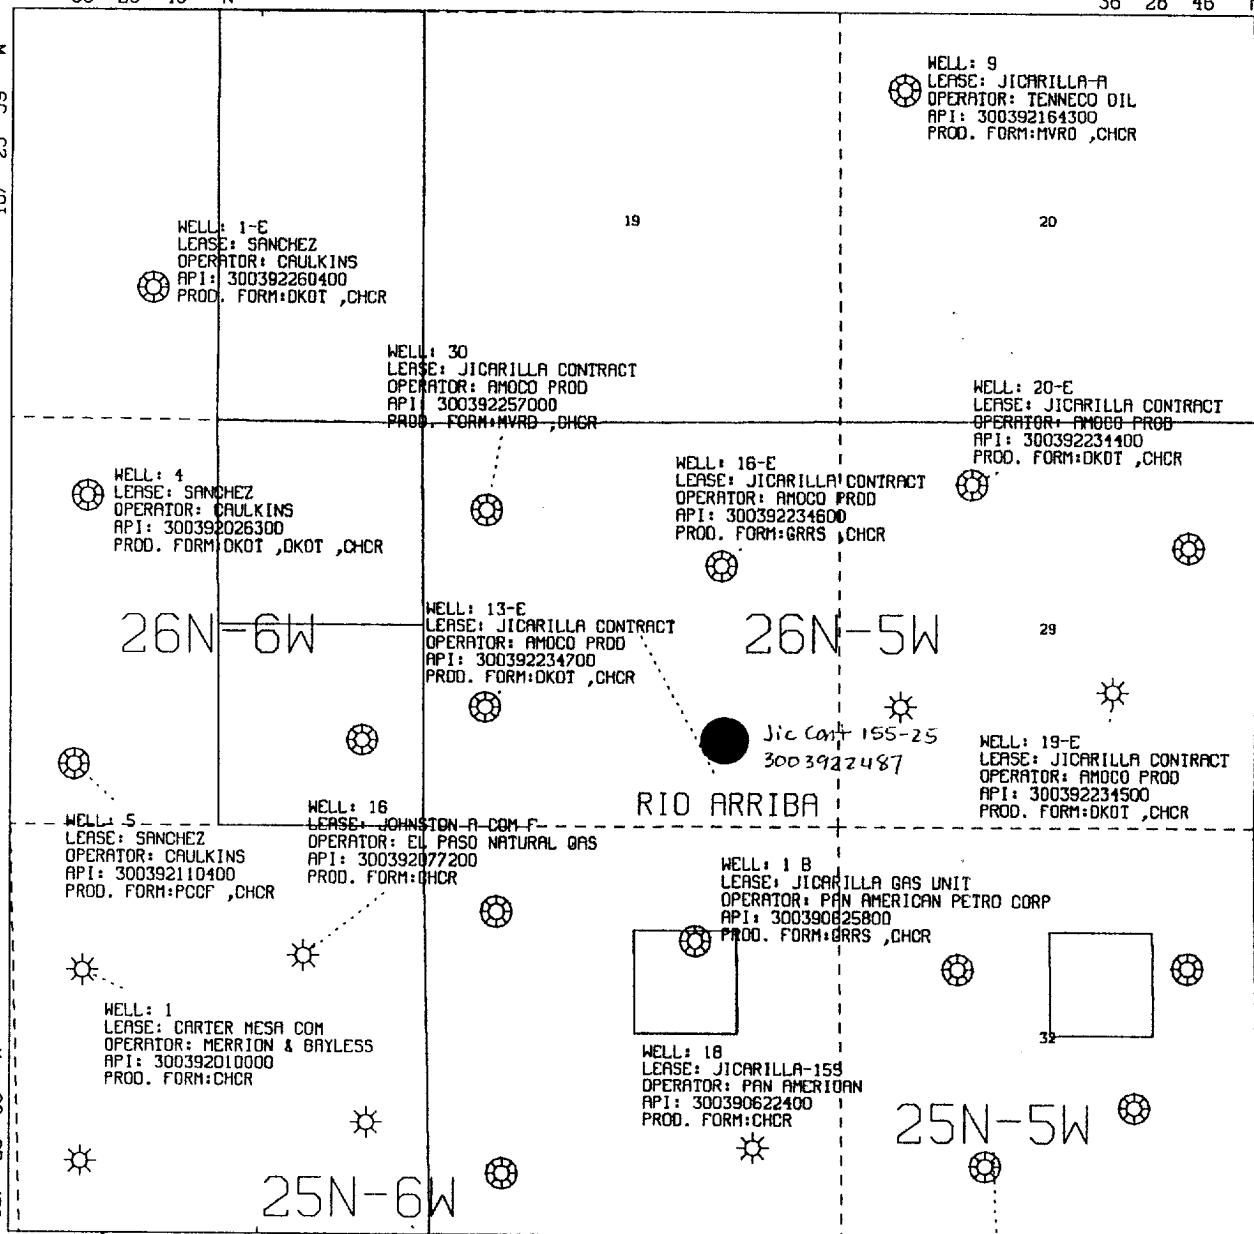 36 26 46
WELL: 9
LEASE: JICARILLA-A
OPERATOR: TENNECO OIL
API: 300392164300
PROD. FORM:MVRD ,CHCR
19
20
WELL: 1-E
LEASE: SANCHEZ
OPERATOR: CAULKINS
API: 300392260400
PROD. FORM:DKOT ,CHCR
WELL: 30
LEASE: JICARILLA CONTRACT
OPERATOR: AMOCO PROD
API: 300392257000
PROD. FORM:MVRD ,CHCR
WELL: 20-E
LEASE: JICARILLA CONTRACT
OPERATOR: AMOCO PROD
API: 300392234400
PROD. FORM:DKOT ,CHCR
WELL: 4
LEASE: SANCHEZ
OPERATOR: CAULKINS
API: 300392026300
PROD. FORM:DKOT ,DKOT ,CHCR
WELL: 16-E
LEASE: JICARILLA CONTRACT
OPERATOR: AMOCO PROD
API: 300392234600
PROD. FORM:GRRS ,CHCR
26N-6W
WELL: 13-E
LEASE: JICARILLA CONTRACT
OPERATOR: AMOCO PROD
API: 300392234700
PROD. FORM:DKOT ,CHCR
26N-5W
29
Jic Cont 155-25
3003922487
WELL: 19-E
LEASE: JICARILLA CONTRACT
OPERATOR: AMOCO PROD
API: 300392234500
PROD. FORM:DKOT ,CHCR
RIO ARRIBA
WELL: 5
LEASE: SANCHEZ
OPERATOR: CAULKINS
API: 300392110400
PROD. FORM:PCCF ,CHCR
WELL: 16
LEASE: JOHNSTON-A-COM-F
OPERATOR: EL PASO NATURAL GAS
API: 300392077200
PROD. FORM:CHCR
WELL: 1 B
LEASE: JICARILLA GAS UNIT
OPERATOR: PAN AMERICAN PETRO CORP
API: 300390625800
PROD. FORM:GRRS ,CHCR
WELL: 1
LEASE: CARTER MESA COM
OPERATOR: MERRION & BAYLESS
API: 300392010000
PROD. FORM:CHCR
32
WELL: 18
LEASE: JICARILLA-155
OPERATOR: PAN AMERICAN
API: 300390622400
PROD. FORM:CHCR
25N-5W
25N-6W